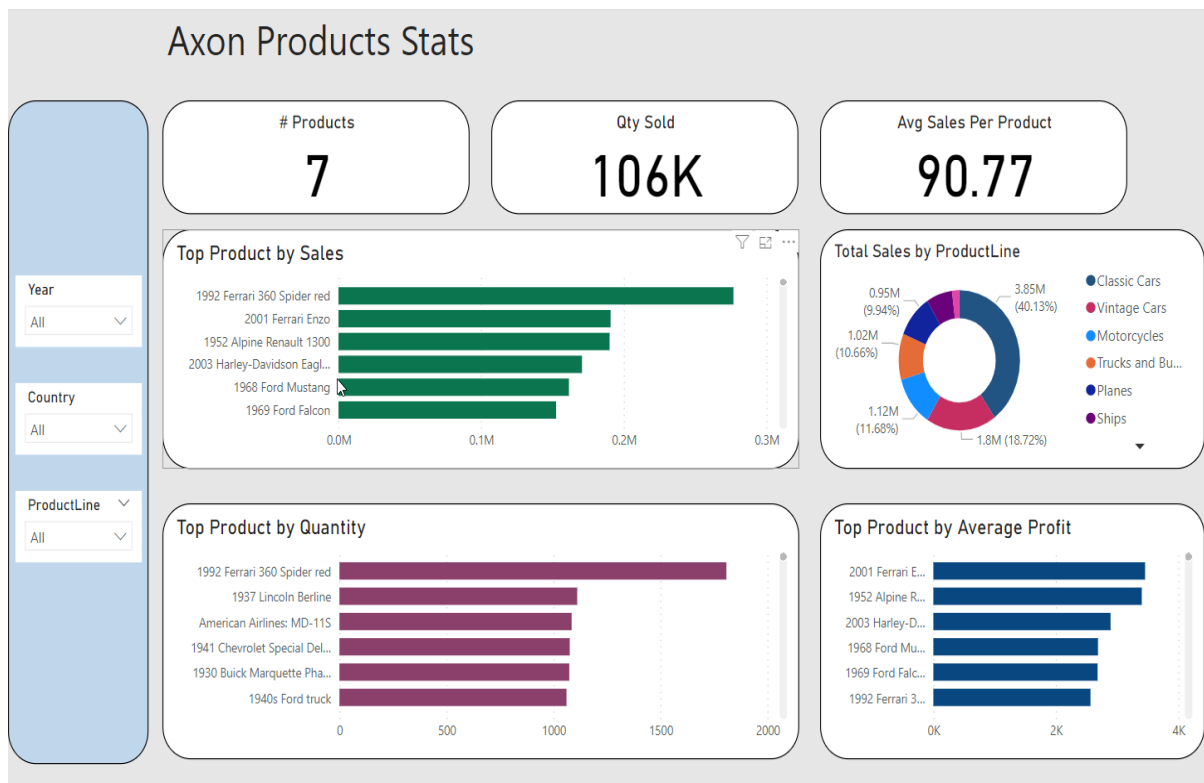 Axon Products Stats
# Products
7
Qty Sold
106K
Avg Sales Per Product
90.77
Year
All
Country
All
ProductLine
All
Top Product by Sales
1992 Ferrari 360 Spider red
2001 Ferrari Enzo
1952 Alpine Renault 1300
2003 Harley-Davidson Eagl...
1968 Ford Mustang
1969 Ford Falcon
0.0M 0.1M 0.2M 0.3M
Total Sales by ProductLine
3.85M
(40.13%)
1.8M (18.72%)
1.12M
(11.68%)
1.02M
(10.66%)
0.95M
(9.94%)
Classic Cars
Vintage Cars
Motorcycles
Trucks and Bu...
Planes
Ships
Top Product by Quantity
1992 Ferrari 360 Spider red
1937 Lincoln Berline
American Airlines: MD-11S
1941 Chevrolet Special Del...
1930 Buick Marquette Pha...
1940s Ford truck
0 500 1000 1500 2000
Top Product by Average Profit
2001 Ferrari E...
1952 Alpine R...
2003 Harley-D...
1968 Ford Mu...
1969 Ford Falc...
1992 Ferrari 3...
0K 2K 4K